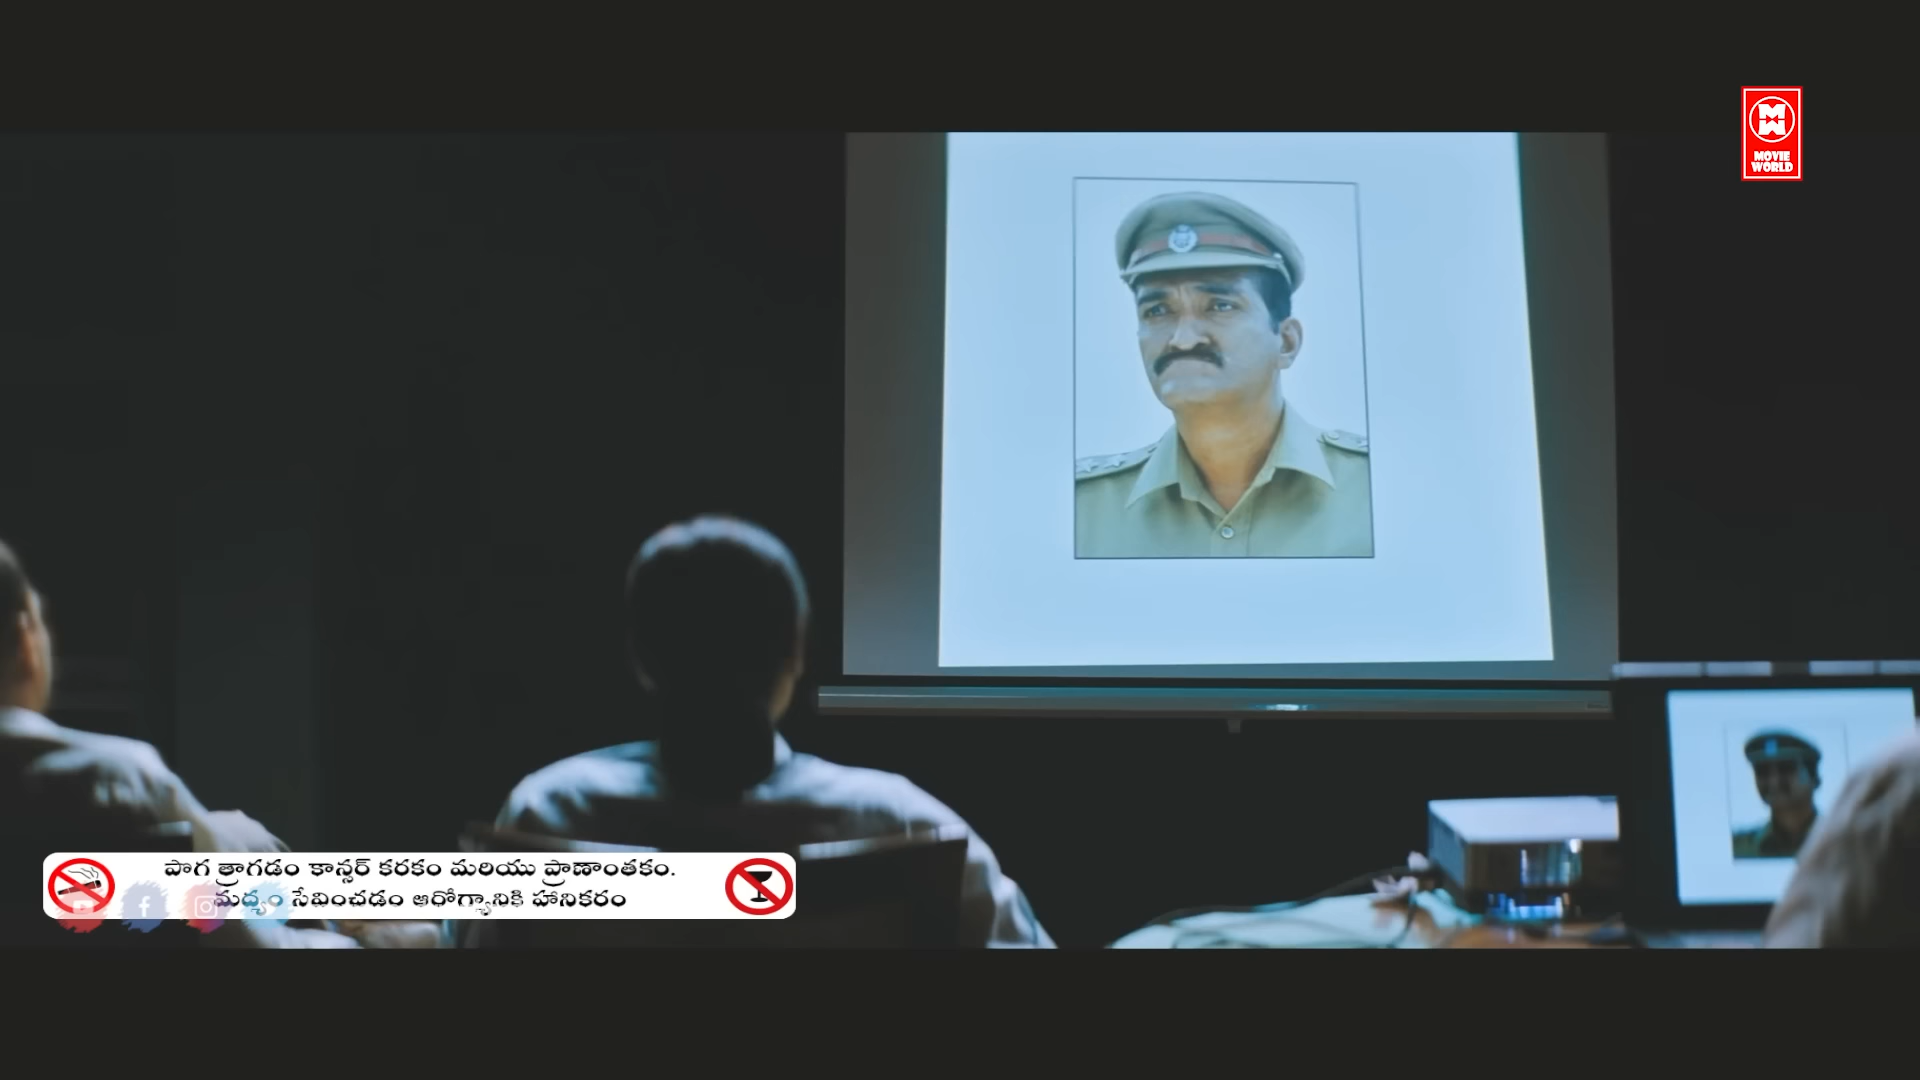 MOVIE
WORLD
పొగ త్రాగడం కాన్సర్ కరకం మరియు ప్రాణాంతకం.
మద్యం సేవించడం ఆరోగ్యానికి హానికరం